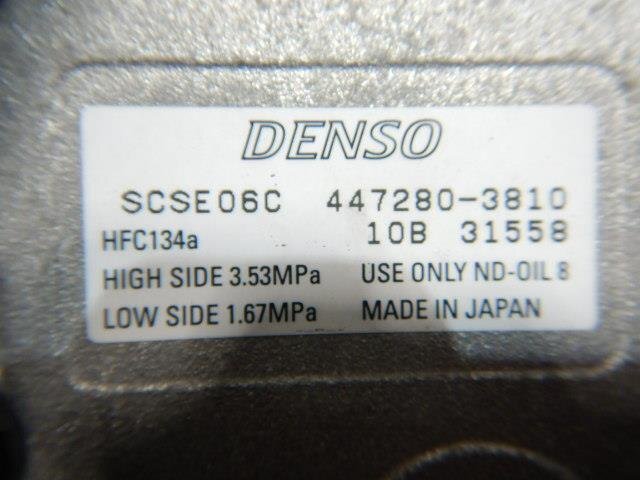 DENSO
SCSE06C 447280-3810
HFC134a 10B 31558
HIGH SIDE 3.53MPa USE ONLY ND-OIL 8
LOW SIDE 1.67MPa MADE IN JAPAN